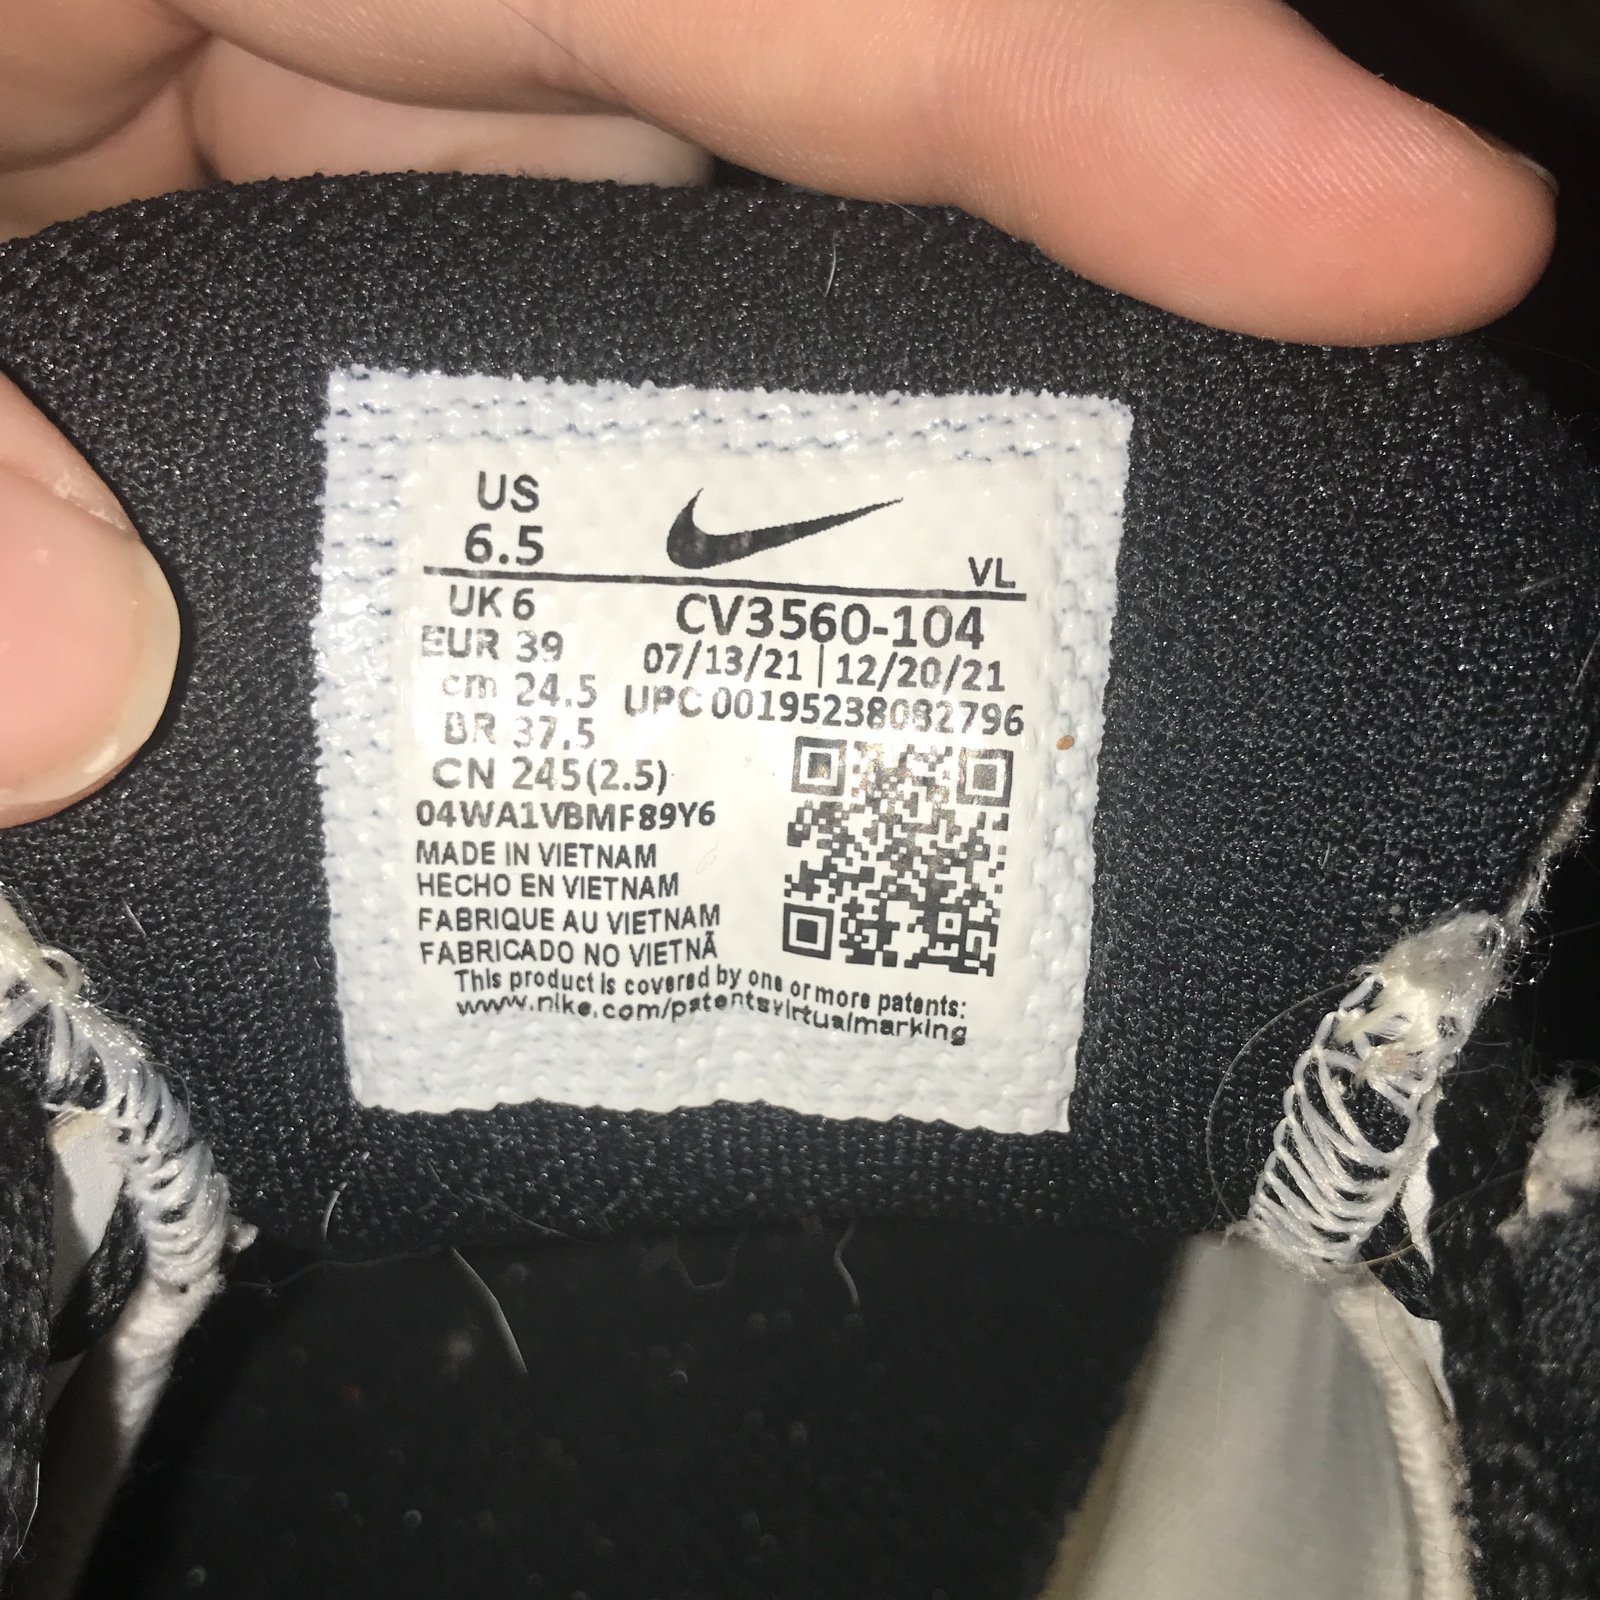 US
6.5
VL
UK 6
EUR 39
cm 24.5
BR 37.5
CN 245(2.5)
CV3560-104
07/13/21 | 12/20/21
UPC 00195238082796
04WA1VBMF89Y6
MADE IN VIETNAM
HECHO EN VIETNAM
FABRIQUE AU VIETNAM
FABRICADO NO VIETNÃ
This product is covered by one or more patents:
www.nike.com/patentsvirtualmarking